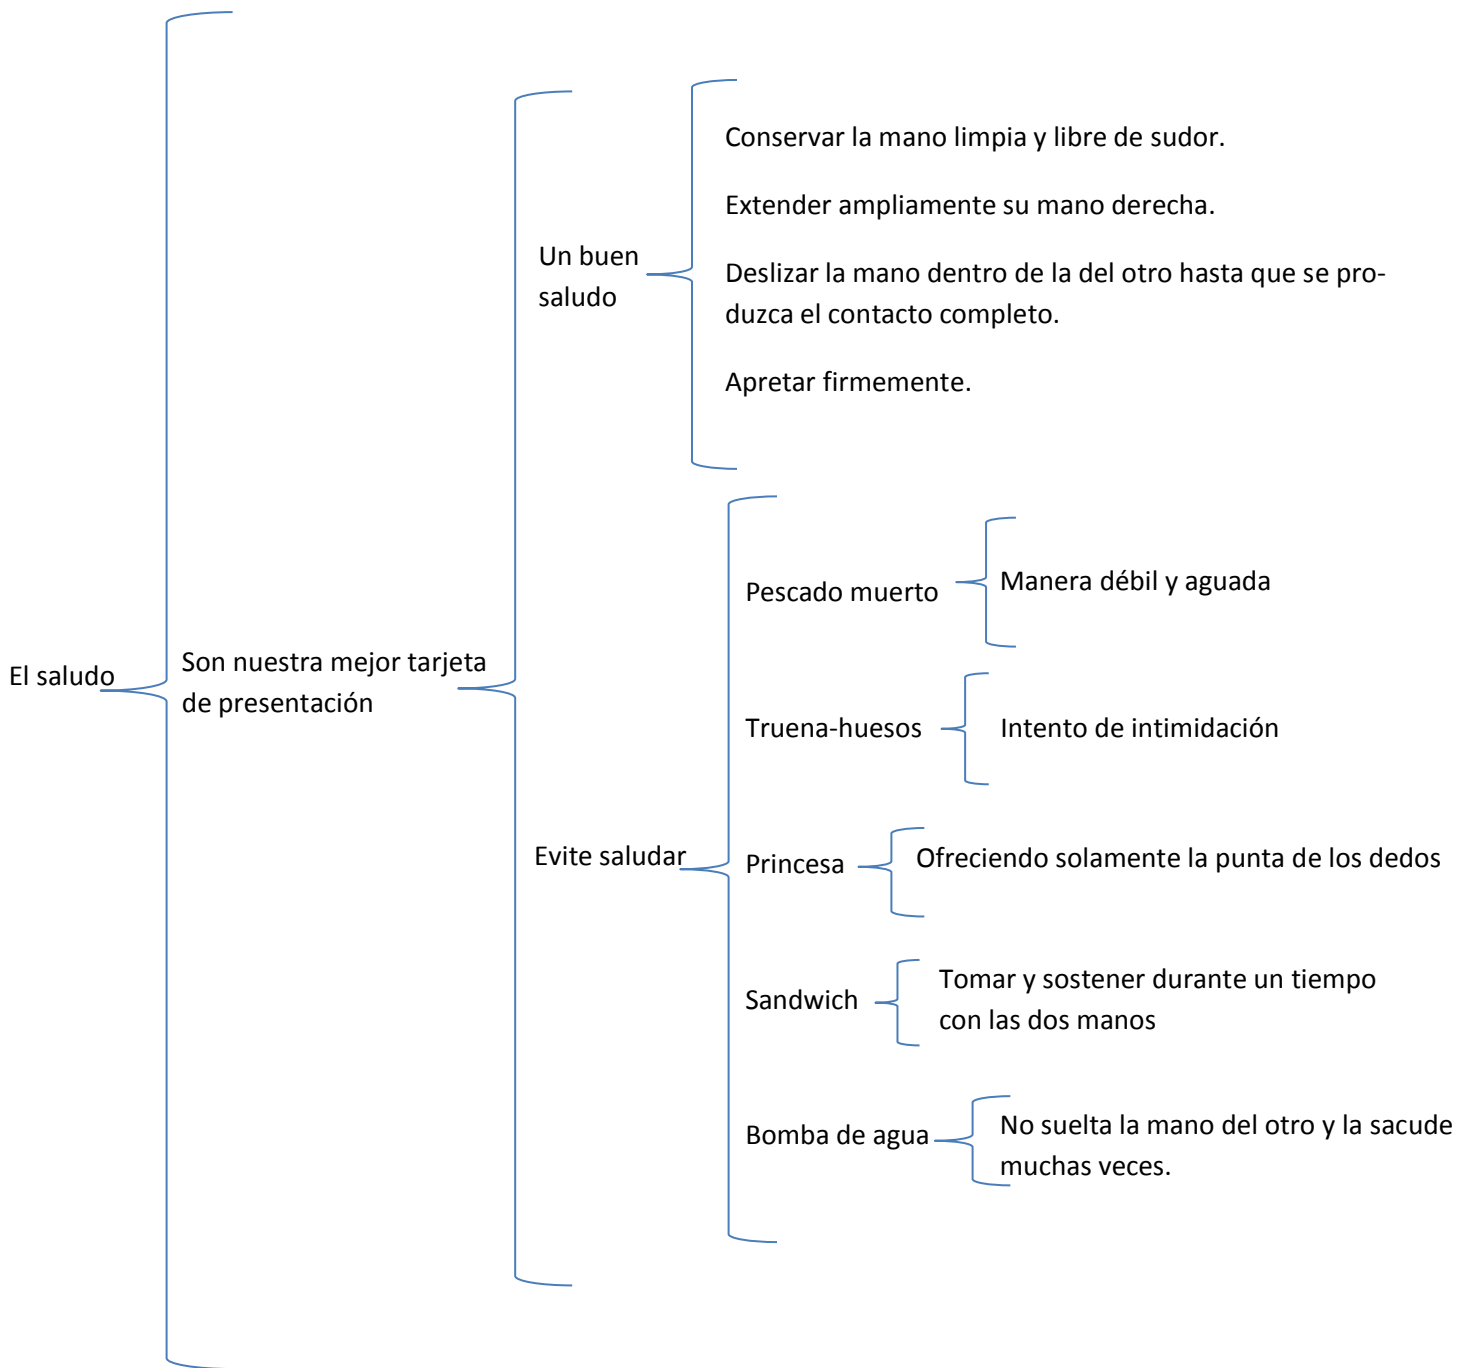 El saludo
Son nuestra mejor tarjeta
de presentación
Un buen
saludo
Conservar la mano limpia y libre de sudor.
Extender ampliamente su mano derecha.
Deslizar la mano dentro de la del otro hasta que se pro-
duzca el contacto completo.
Apretar firmemente.
Evite saludar
Pescado muerto
Manera débil y aguada
Truena-huesos
Intento de intimidación
Princesa
Ofreciendo solamente la punta de los dedos
Sandwich
Tomar y sostener durante un tiempo
con las dos manos
Bomba de agua
No suelta la mano del otro y la sacude
muchas veces.